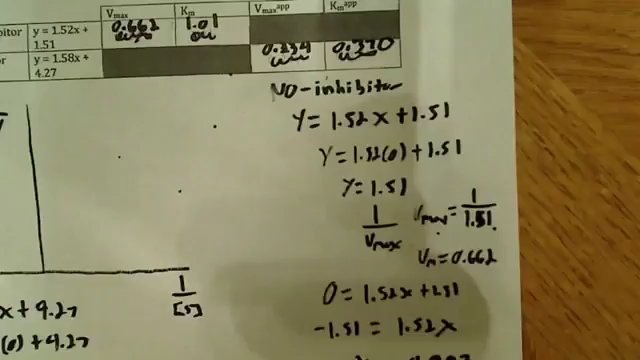 Vmax Km Vmaxapp Kmapp
bitor y = 1.52x + 1.51 0.662 1.01
or y = 1.58x + 4.27 0.234 0.370
NO-inhibitor
Y = 1.52x + 1.51
Y = 1.52(0) + 1.51
Y = 1.51
1/Vmax Vmax = 1/1.51
Vm = 0.662
1/[S]
0 = 1.52x + 1.51
x + 4.27
-1.51 = 1.52x
(0) + 4.27